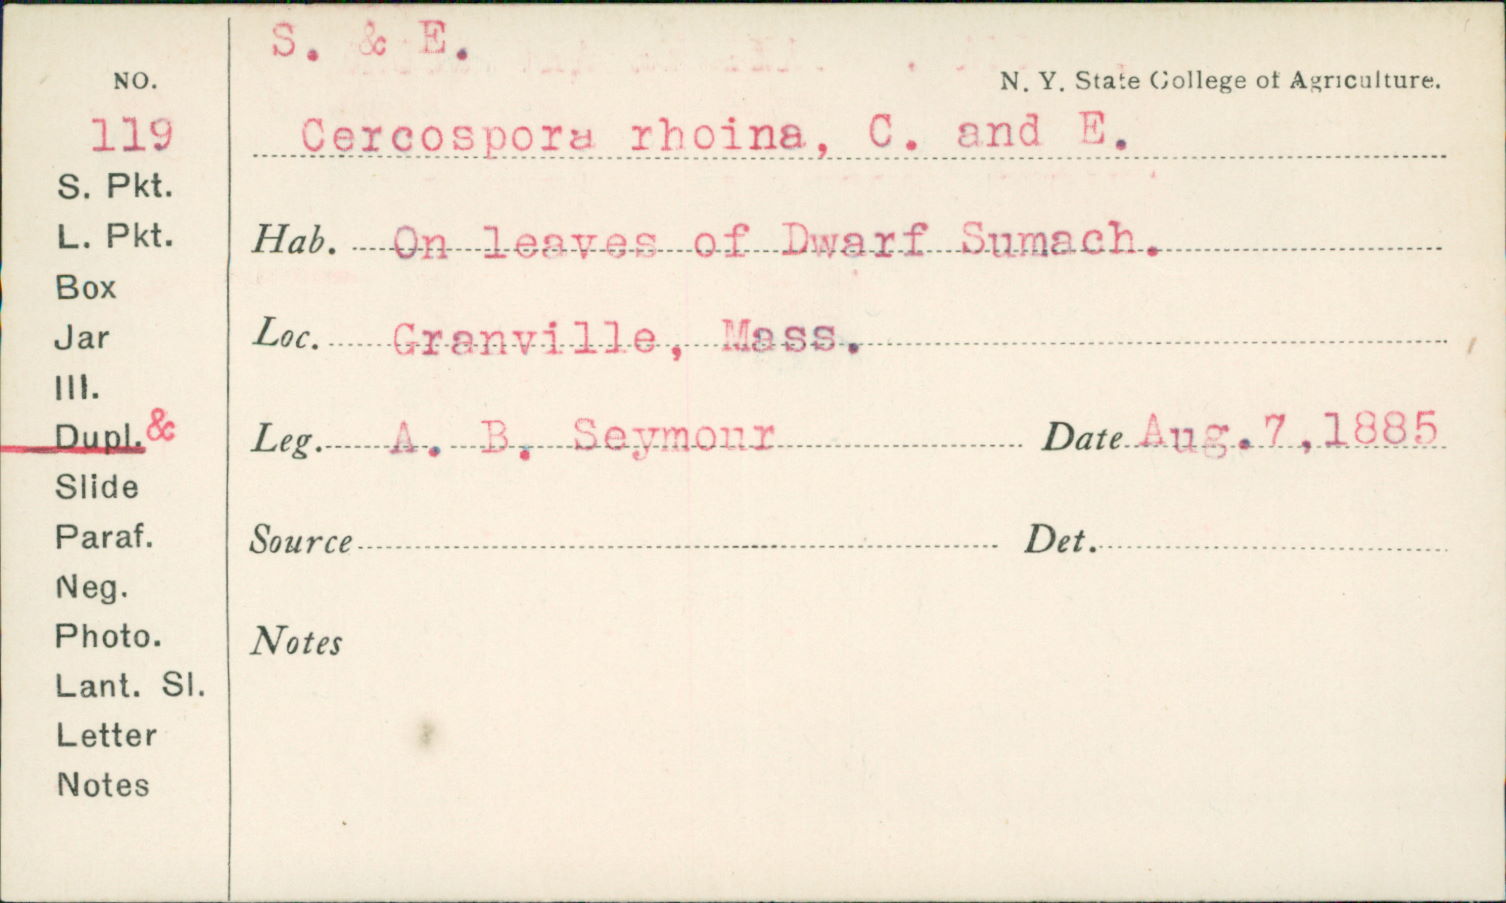 S. & E.
NO.
N. Y. State College of Agriculture.
119
Cercospora rhoina, C. and E.
S. Pkt.
L. Pkt.
Hab. On leaves of Dwarf Sumach.
Box
Jar
Loc. Granville, Mass.
Ill.
Dupl. &
Leg. A. B. Seymour Date Aug.7,1885
Slide
Paraf.
Source Det.
Neg.
Photo.
Notes
Lant. Sl.
Letter
Notes